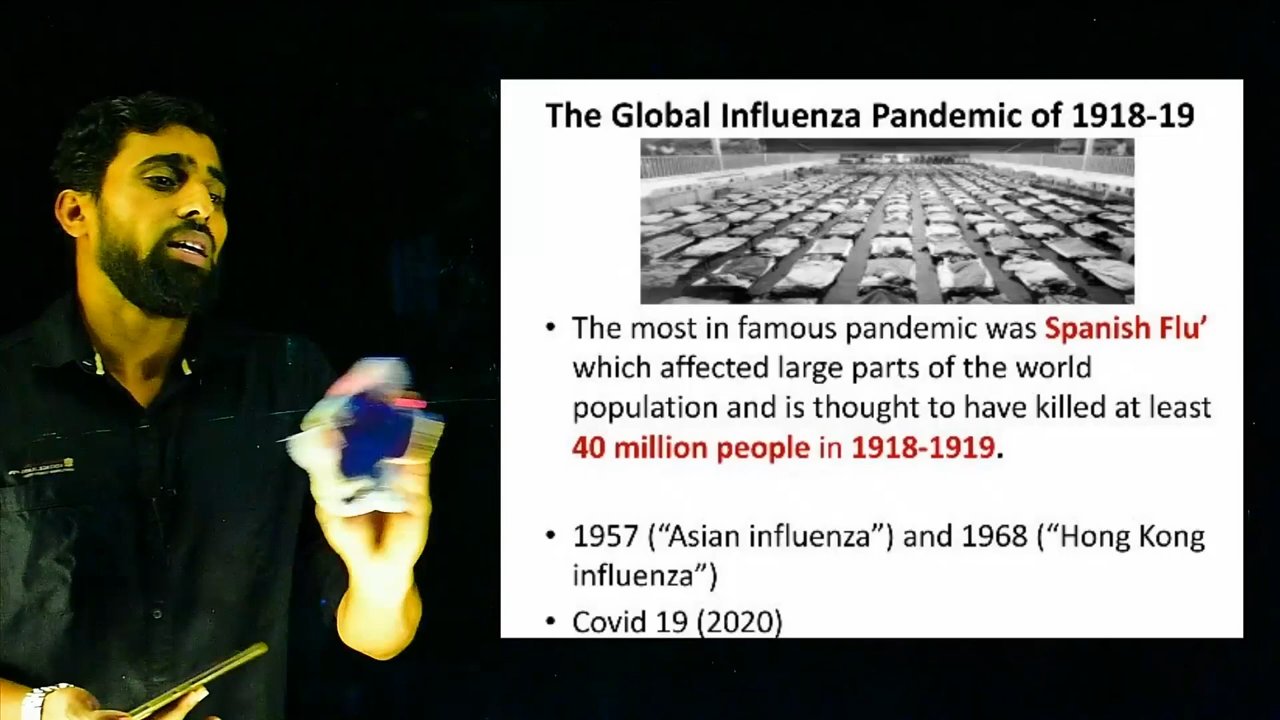 The Global Influenza Pandemic of 1918-19
• The most in famous pandemic was Spanish Flu’
which affected large parts of the world
population and is thought to have killed at least
40 million people in 1918-1919.
• 1957 (“Asian influenza”) and 1968 (“Hong Kong
influenza”)
• Covid 19 (2020)